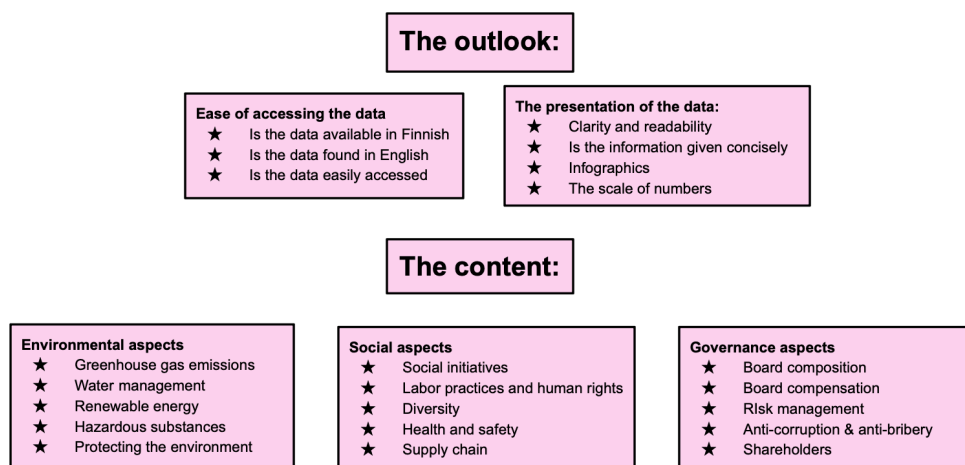 The outlook:
Ease of accessing the data
★ Is the data available in Finnish
★ Is the data found in English
★ Is the data easily accessed
The presentation of the data:
★ Clarity and readability
★ Is the information given concisely
★ Infographics
★ The scale of numbers
The content:
Environmental aspects
★ Greenhouse gas emissions
★ Water management
★ Renewable energy
★ Hazardous substances
★ Protecting the environment
Social aspects
★ Social initiatives
★ Labor practices and human rights
★ Diversity
★ Health and safety
★ Supply chain
Governance aspects
★ Board composition
★ Board compensation
★ RIsk management
★ Anti-corruption & anti-bribery
★ Shareholders